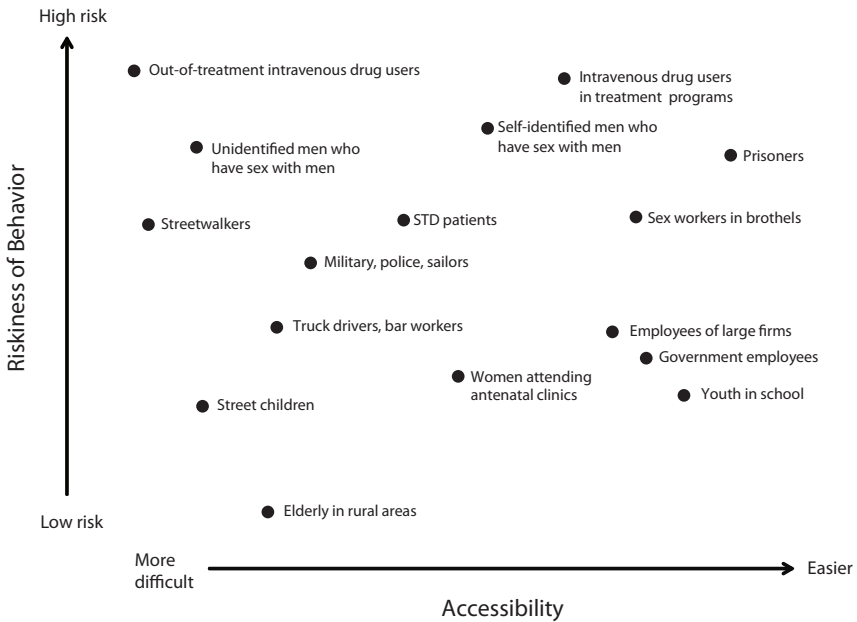 High risk
Out-of-treatment intravenous drug users
Intravenous drug users
in treatment programs
Self-identified men who
have sex with men
Unidentified men who
have sex with men
Prisoners
Streetwalkers
STD patients
Sex workers in brothels
Military, police, sailors
Truck drivers, bar workers
Employees of large firms
Government employees
Women attending
antenatal clinics
Youth in school
Street children
Elderly in rural areas
Low risk
Riskiness of Behavior
More
difficult
Easier
Accessibility